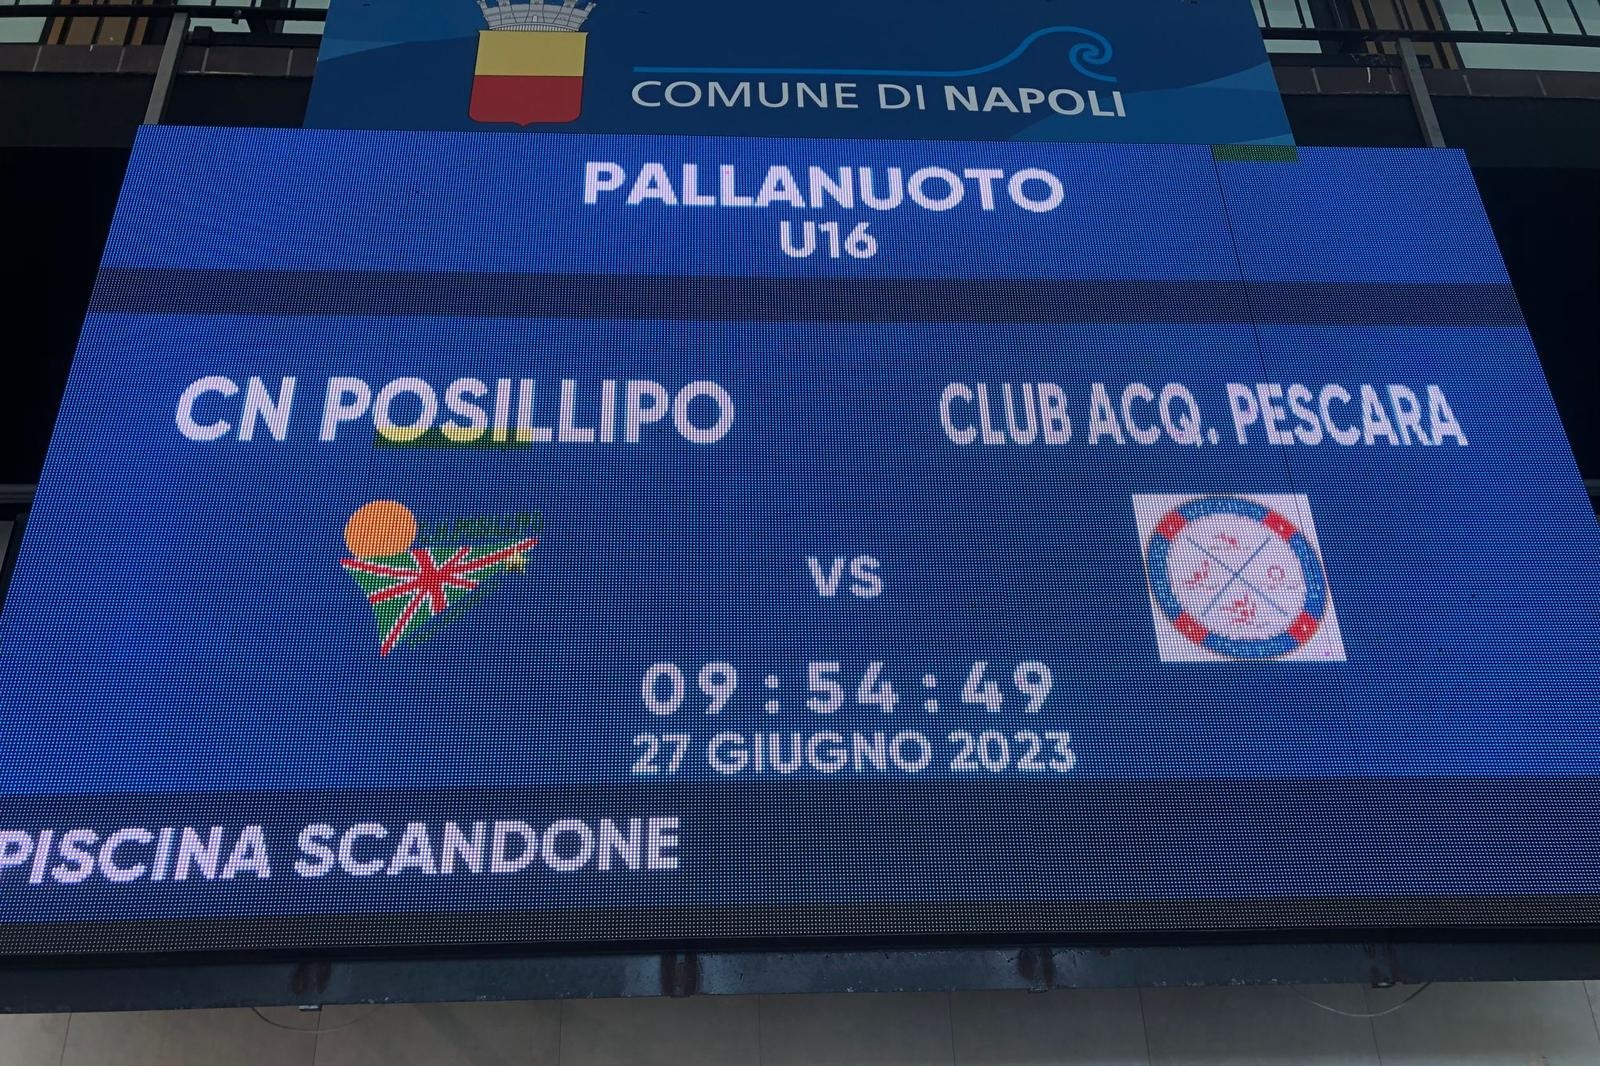 COMUNE DI NAPOLI
PALLANUOTO
U16
CN POSILLIPO
CLUB ACQ. PESCARA
VS
09:54:49
27 GIUGNO 2023
PISCINA SCANDONE